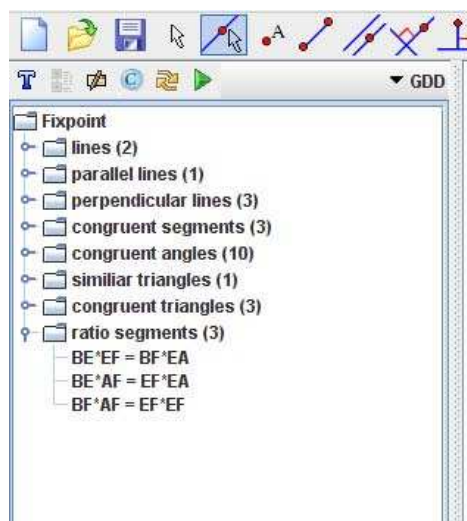 A
T
GDD
Fixpoint
lines (2)
parallel lines (1)
perpendicular lines (3)
congruent segments (3)
congruent angles (10)
similiar triangles (1)
congruent triangles (3)
ratio segments (3)
BE*EF = BF*EA
BE*AF = EF*EA
BF*AF = EF*EF